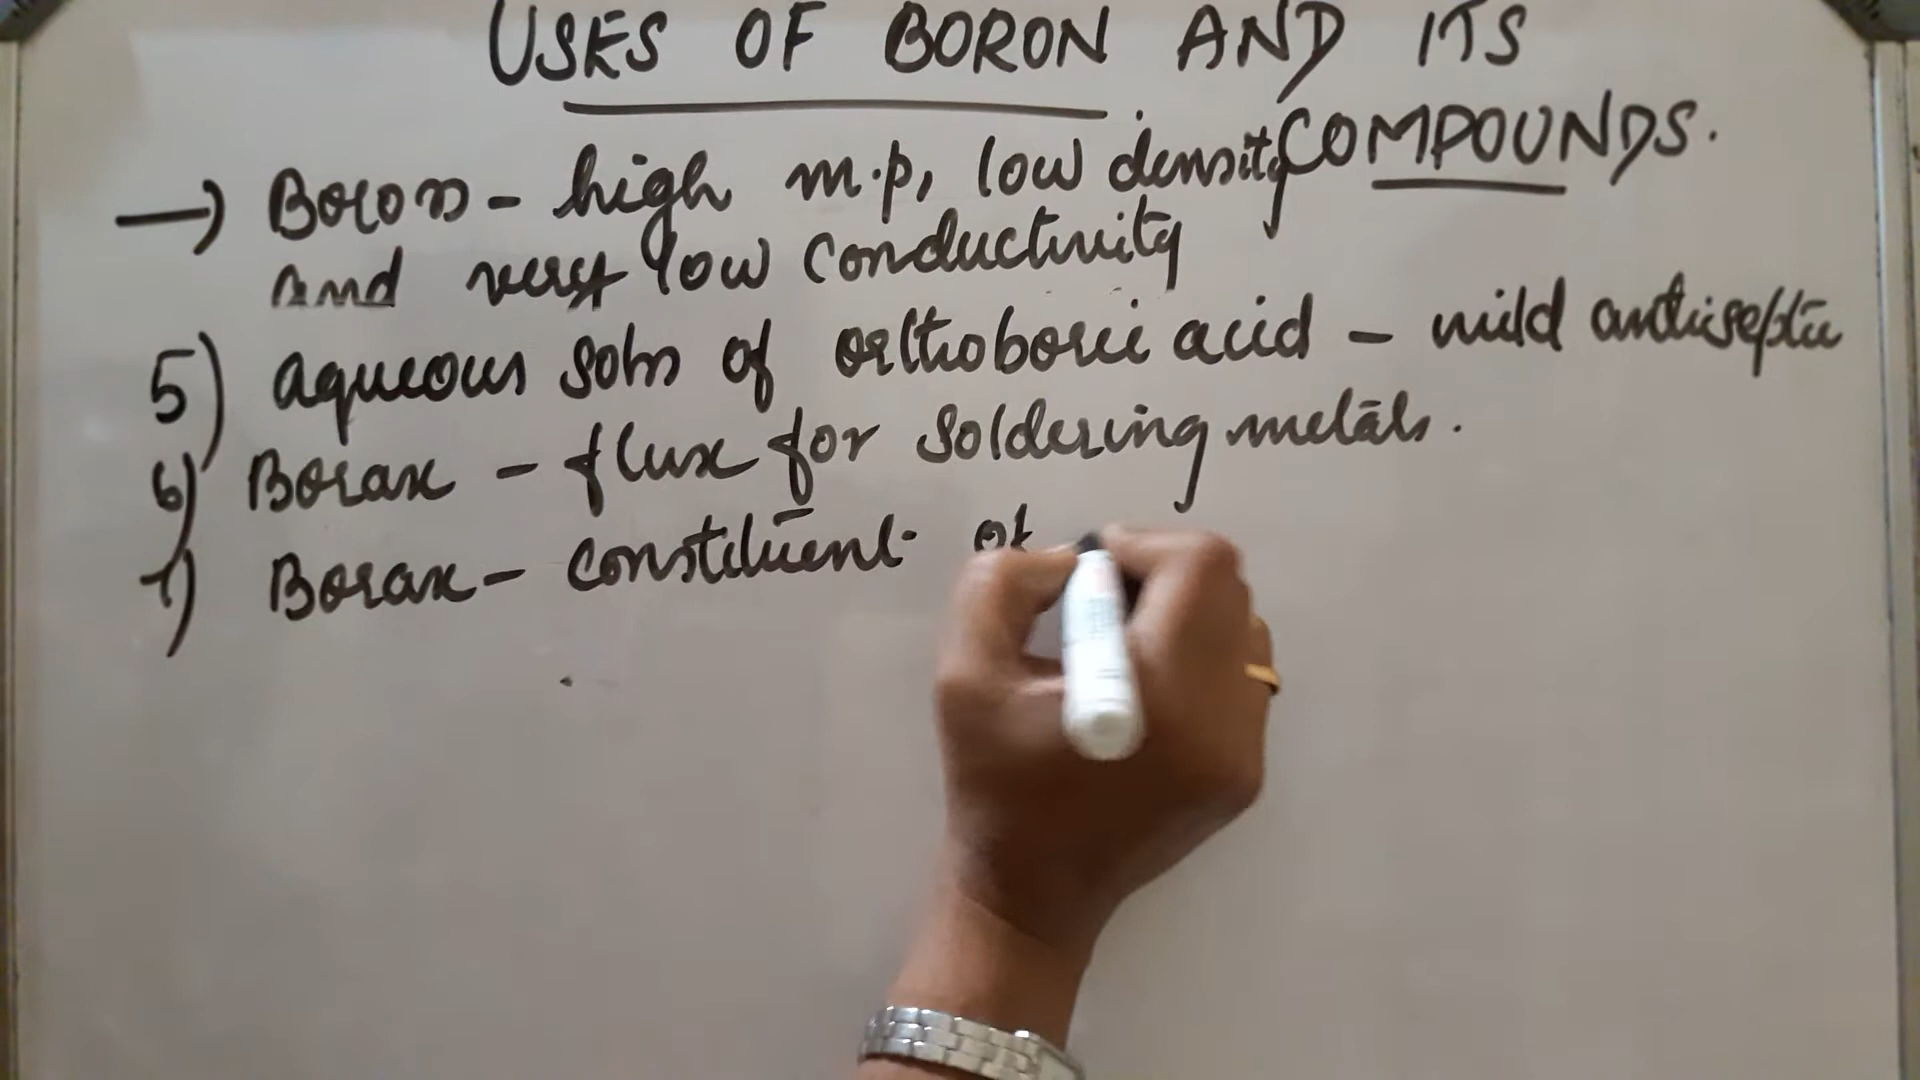 USES OF BORON AND ITS
COMPOUNDS.
→ Boron - high m.p, low density
and very low conductivity
5) aqueous soln of orthoboric acid - mild antiseptic
6) Borax - flux for soldering metals.
7) Borax - constituent of